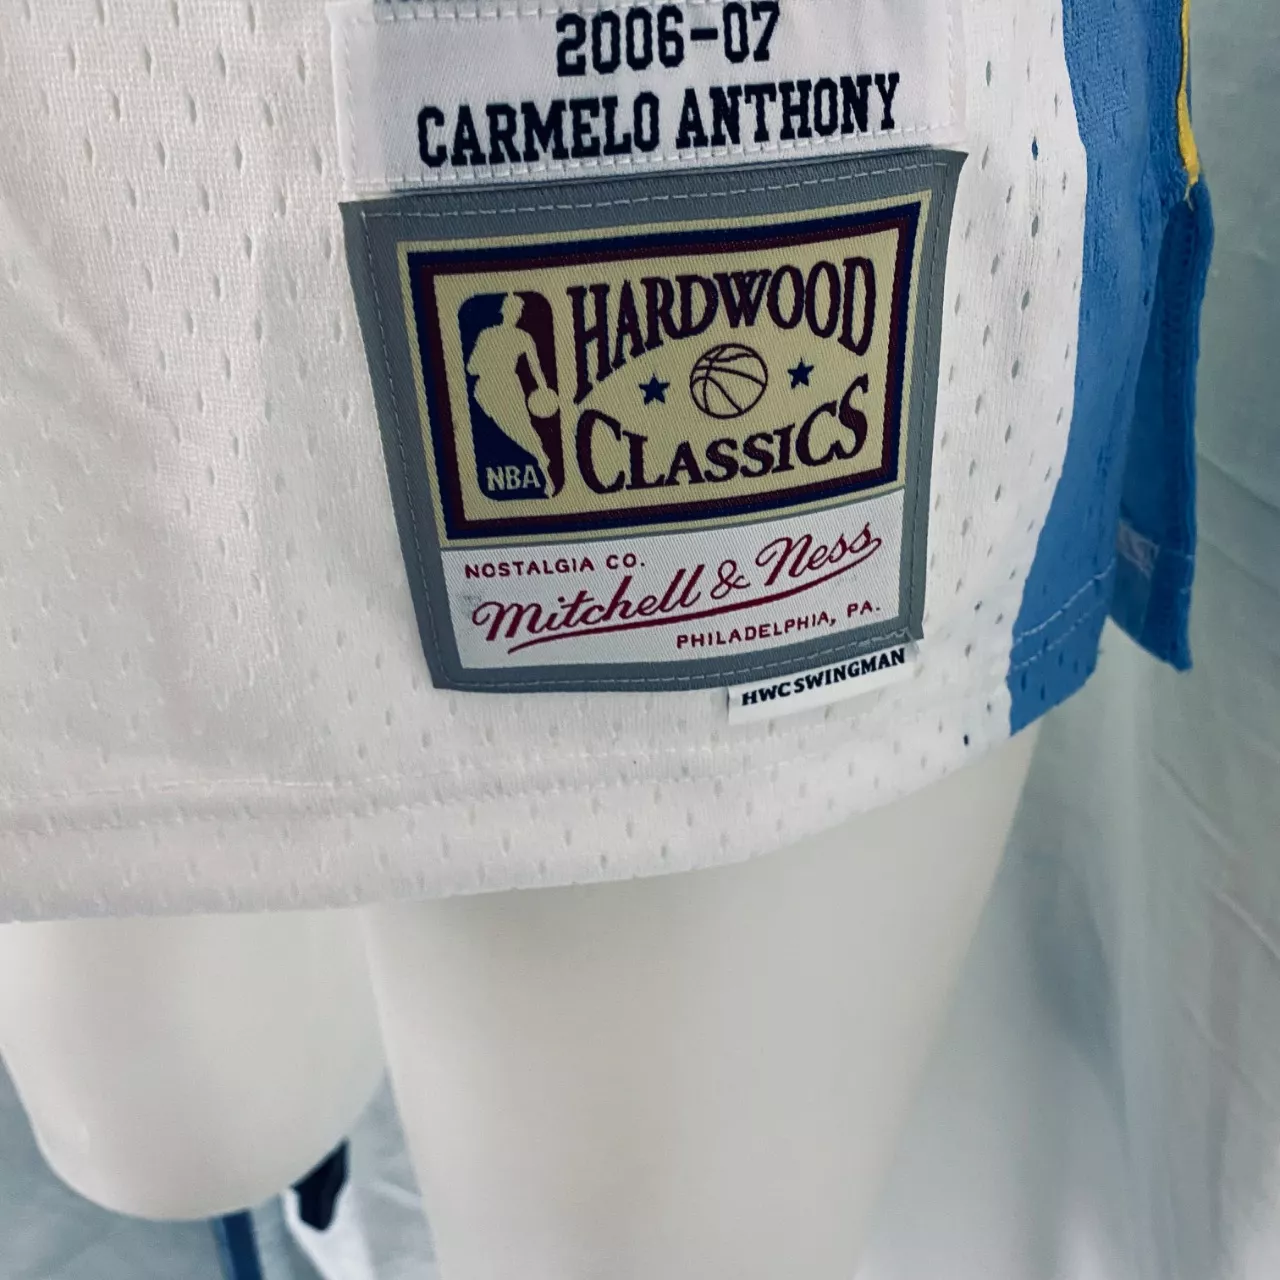 2006-07
CARMELO ANTHONY
HARDWOOD
CLASSICS
NBA
NOSTALGIA CO.
Mitchell & Ness
PHILADELPHIA, PA.
HWC SWINGMAN